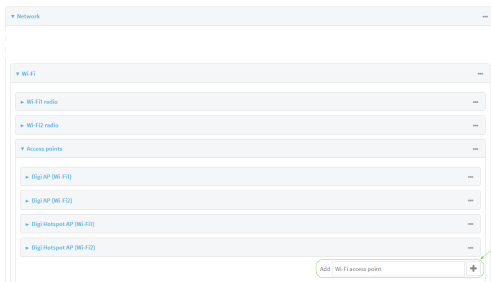 Network
Wi-Fi
Wi-Fi1 radio
Wi-Fi2 radio
Access points
Digi AP (Wi-Fi1)
Digi AP (Wi-Fi2)
Digi Hotspot AP (Wi-Fi1)
Digi Hotspot AP (Wi-Fi2)
Add Wi-Fi access point